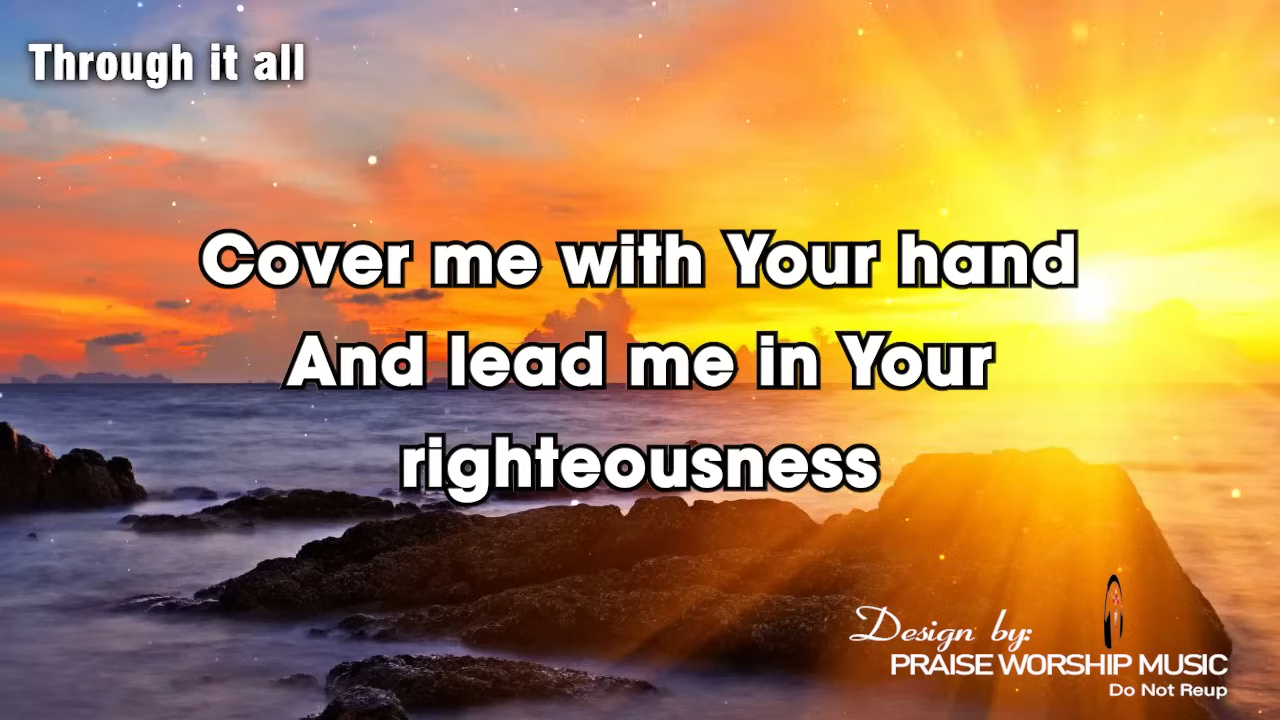 Through it all
Cover me with Your hand
And lead me in Your
righteousness
Design by:
PRAISE WORSHIP MUSIC
Do Not Reup